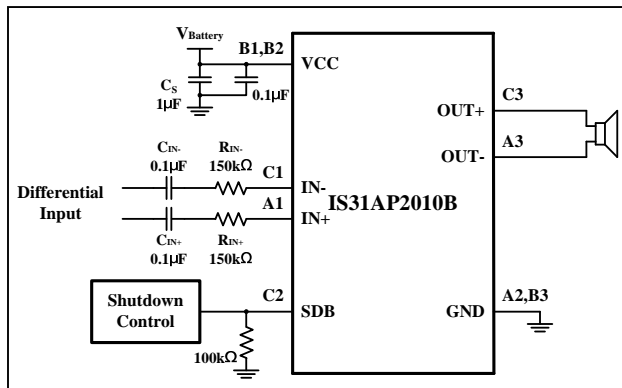 VBattery
B1,B2
VCC
CS
1µF
0.1µF
C3
OUT+
OUT-
A3
CIN-
0.1µF
RIN-
150kΩ
C1
IN-
Differential
Input
A1
IN+
IS31AP2010B
CIN+
0.1µF
RIN+
150kΩ
Shutdown
Control
C2
SDB
GND
A2,B3
100kΩ